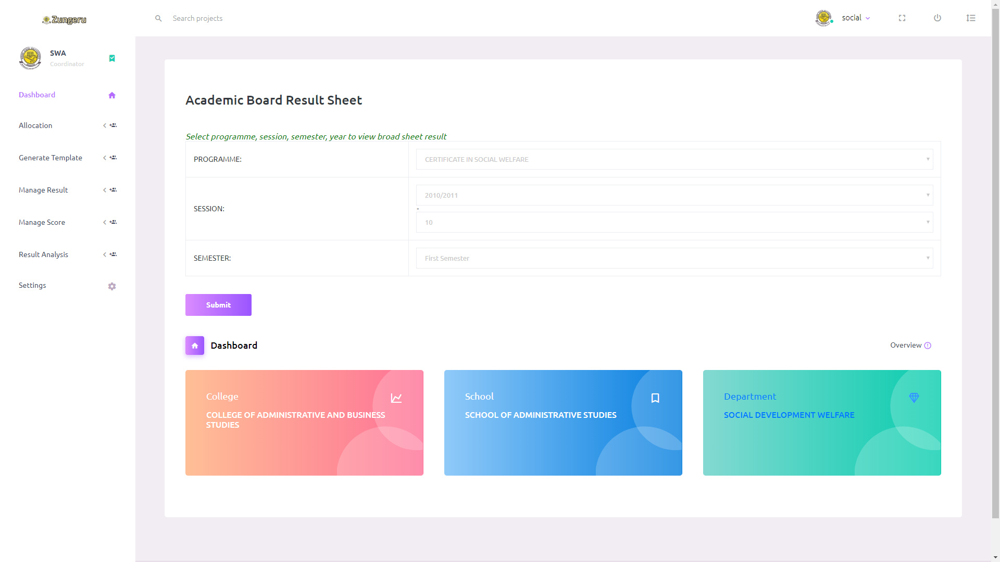 Zungeru
Search projects
social
SWA
Coordinator
Dashboard
Allocation
Generate Template
Manage Result
Manage Score
Result Analysis
Settings
Academic Board Result Sheet
Select programme, session, semester, year to view broad sheet result
PROGRAMME:
CERTIFICATE IN SOCIAL WELFARE
SESSION:
2010/2011
-
10
SEMESTER:
First Semester
Submit
Dashboard
Overview
College
COLLEGE OF ADMINISTRATIVE AND BUSINESS
STUDIES
School
SCHOOL OF ADMINISTRATIVE STUDIES
Department
SOCIAL DEVELOPMENT WELFARE